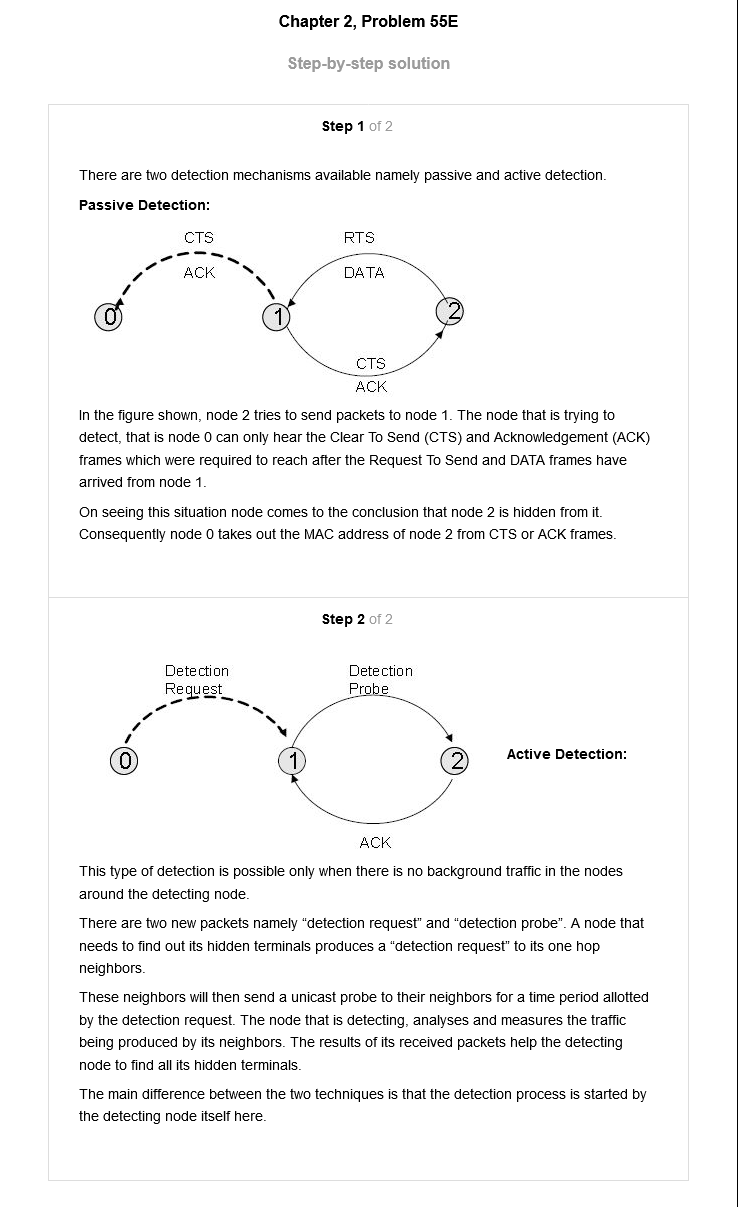 Chapter 2, Problem 55E
Step-by-step solution
Step 1 of 2
There are two detection mechanisms available namely passive and active detection.
Passive Detection:
CTS
ACK
RTS
DATA
0
1
2
CTS
ACK
In the figure shown, node 2 tries to send packets to node 1. The node that is trying to
detect, that is node 0 can only hear the Clear To Send (CTS) and Acknowledgement (ACK)
frames which were required to reach after the Request To Send and DATA frames have
arrived from node 1.
On seeing this situation node comes to the conclusion that node 2 is hidden from it.
Consequently node 0 takes out the MAC address of node 2 from CTS or ACK frames.
Step 2 of 2
Detection
Request
Detection
Probe
0
1
2
Active Detection:
ACK
This type of detection is possible only when there is no background traffic in the nodes
around the detecting node.
There are two new packets namely “detection request” and “detection probe”. A node that
needs to find out its hidden terminals produces a “detection request” to its one hop
neighbors.
These neighbors will then send a unicast probe to their neighbors for a time period allotted
by the detection request. The node that is detecting, analyses and measures the traffic
being produced by its neighbors. The results of its received packets help the detecting
node to find all its hidden terminals.
The main difference between the two techniques is that the detection process is started by
the detecting node itself here.